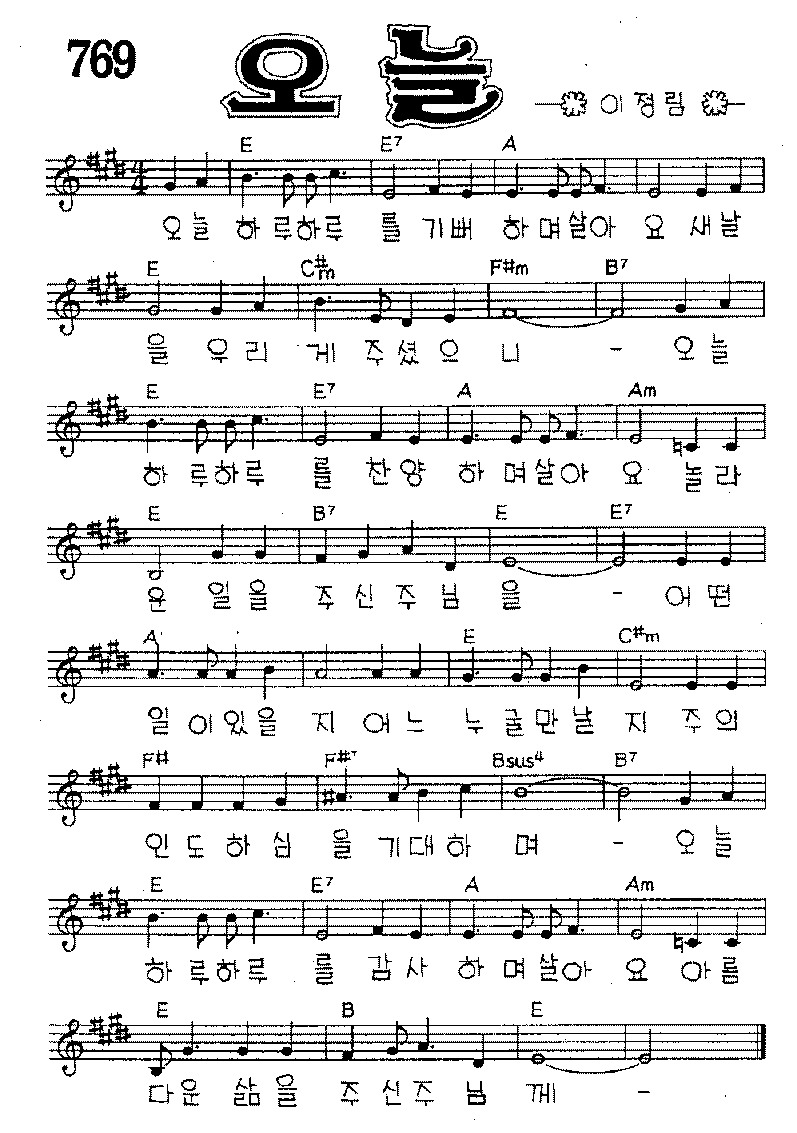 769 오늘 이정림
E E7 A
오늘 하루하루 를 기뻐 하며살아 요 새날
E C#m F#m B7
을 우리 게 주셨으 니 - 오늘
E E7 A Am
하루하루 를 찬양 하며살아 요 놀라
E B7 E E7
운 일을 주신주님 을 - 어떤
A E C#m
일이있을 지 어느 누굴만날 지 주의
F# F#7 Bsus4 B7
인도하심 을 기대하 며 - 오늘
E E7 A Am
하루하루 를 감사 하며살아 요 아름
E B E
다운 삶을 주신주님 께 -